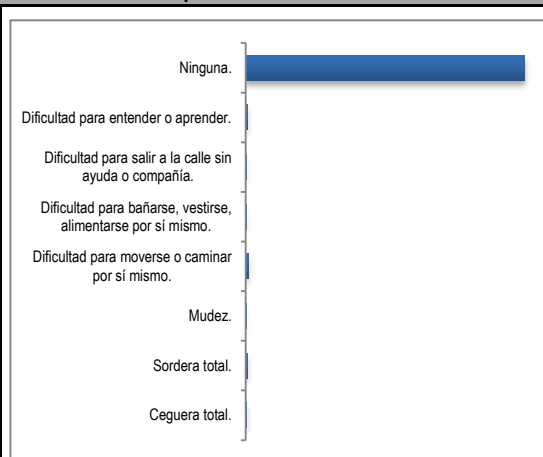 Ninguna.
Dificultad para entender o aprender.
Dificultad para salir a la calle sin
ayuda o compañía.
Dificultad para bañarse, vestirse,
alimentarse por sí mismo.
Dificultad para moverse o caminar
por sí mismo.
Mudez.
Sordera total.
Ceguera total.